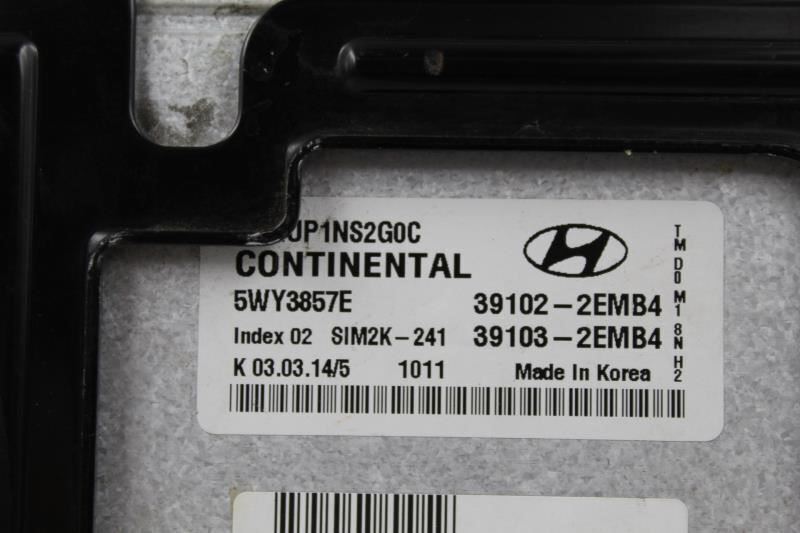 UP1NS2G0C
CONTINENTAL
5WY3857E
39102-2EMB4
Index 02 SIM2K-241
39103-2EMB4
K 03.03.14/5 1011 Made In Korea
TM D0 M1 8N H2